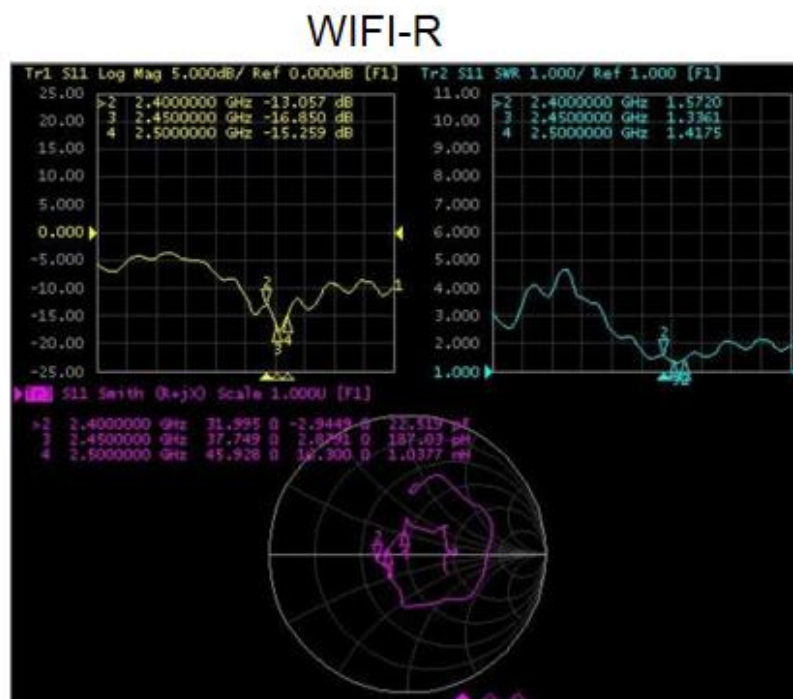 WIFI-R
Tr1 S11 Log Mag 5.000dB/ Ref 0.000dB [F1]
25.00
20.00
15.00
10.00
5.000
0.000
-5.000
-10.00
-15.00
-20.00
-25.00
>2 2.4000000 GHz -13.057 dB
3 2.4500000 GHz -16.850 dB
4 2.5000000 GHz -15.259 dB
2
3
4
1
Tr2 S11 SWR 1.000/ Ref 1.000 [F1]
11.00
10.00
9.000
8.000
7.000
6.000
5.000
4.000
3.000
2.000
1.000
>2 2.4000000 GHz 1.5720
3 2.4500000 GHz 1.3361
4 2.5000000 GHz 1.4175
2
S11 Smith (R+jX) Scale 1.000U [F1]
>2 2.4000000 GHz 31.995 Ω -2.9449 Ω 22.519 pF
3 2.4500000 GHz 37.749 Ω 2.8791 Ω 187.03 pH
4 2.5000000 GHz 45.928 Ω 16.300 Ω 1.0377 nH
2